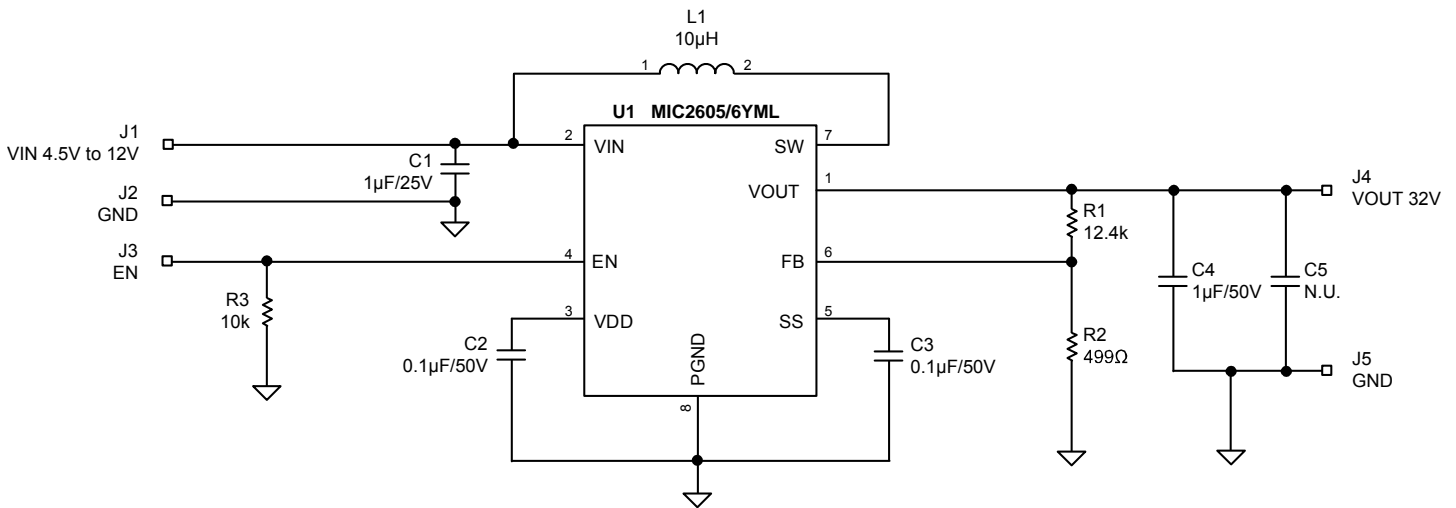 L1
10µH
1
2
U1 MIC2605/6YML
J1
VIN 4.5V to 12V
2
VIN
SW
7
C1
1µF/25V
J2
GND
VOUT
1
J4
VOUT 32V
R1
12.4k
J3
EN
4
EN
FB
6
C4
1µF/50V
C5
N.U.
R3
10k
3
VDD
SS
5
C2
0.1µF/50V
C3
0.1µF/50V
R2
499Ω
PGND
8
J5
GND